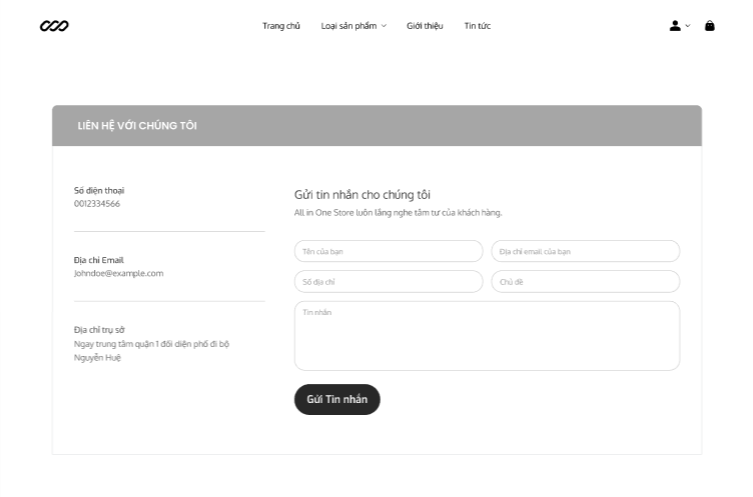 Trang chủ
Loại sản phẩm
Giới thiệu
Tin tức
LIÊN HỆ VỚI CHÚNG TÔI
Số điện thoại
0012334566
Địa chỉ Email
Johndoe@example.com
Địa chỉ trụ sở
Ngay trung tâm quận 1 đối diện phố đi bộ
Nguyễn Huệ
Gửi tin nhắn cho chúng tôi
All in One Store luôn lắng nghe tâm tư của khách hàng.
Tên của bạn
Địa chỉ email của bạn
Số địa chỉ
Chủ đề
Tin nhắn
Gửi Tin nhắn